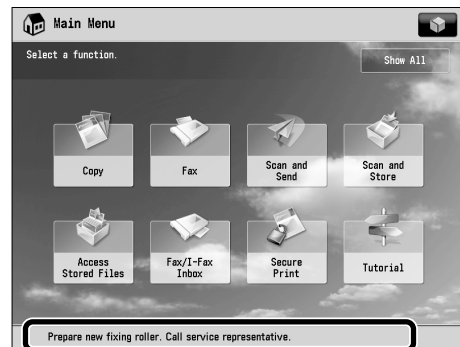 Main Menu
Select a function.
Show All
Copy
Fax
Scan and
Send
Scan and
Store
Access
Stored Files
Fax/I-Fax
Inbox
Secure
Print
Tutorial
Prepare new fixing roller. Call service representative.